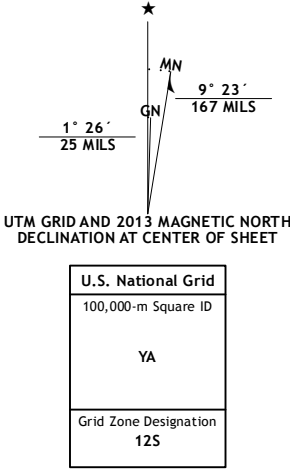 MN
GN
9° 23´
167 MILS
1° 26´
25 MILS
UTM GRID AND 2013 MAGNETIC NORTH
DECLINATION AT CENTER OF SHEET
U.S. National Grid
100,000-m Square ID
YA
Grid Zone Designation
12S